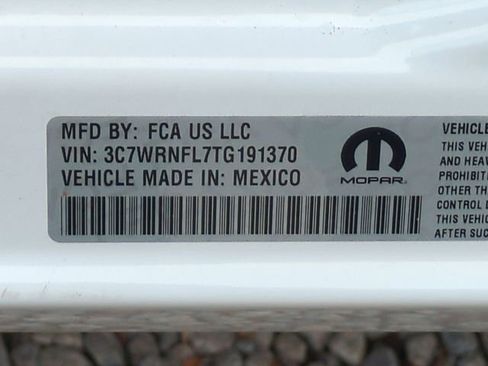 MFD BY: FCA US LLC
VIN: 3C7WRNFL7TG191370
VEHICLE MADE IN: MEXICO
MOPAR
VEHICLE
THIS VEH
AND HEAV
PROHIBIT
OTHER TH
CONTROL D
THIS VEHIC
AFTER SUC